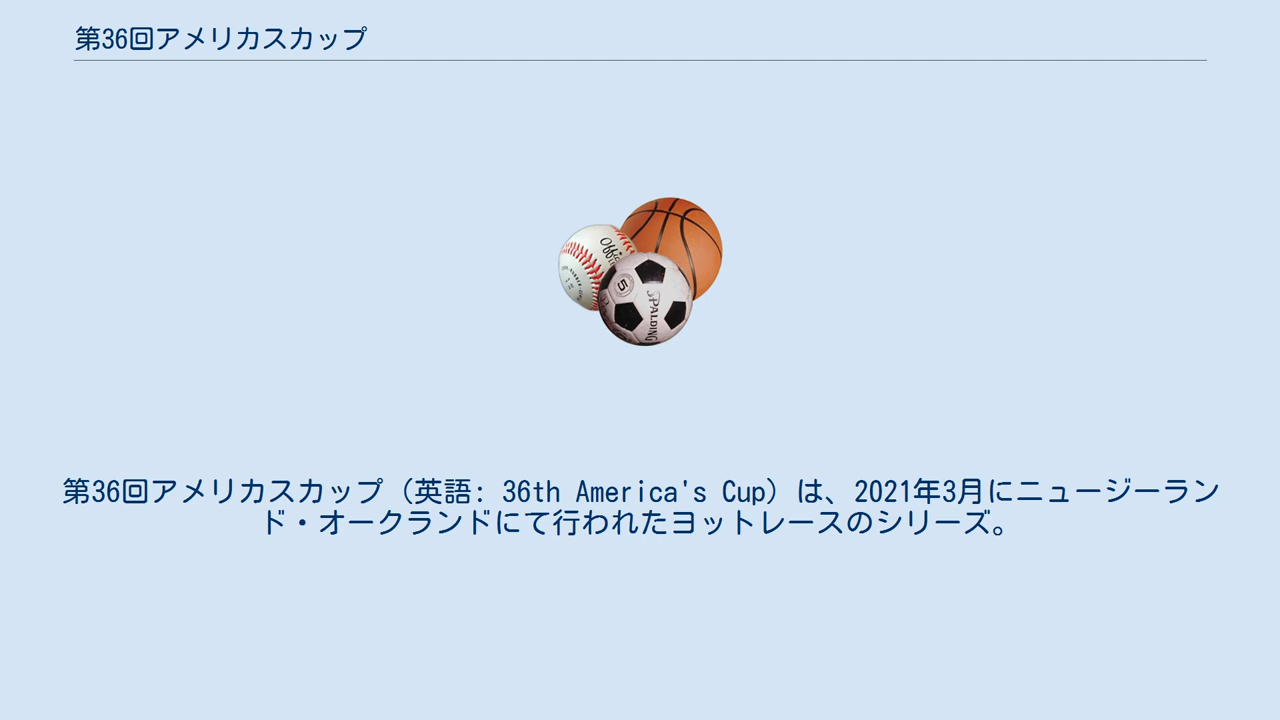 第36回アメリカスカップ
SPALDING
5
第36回アメリカスカップ（英語: 36th America's Cup）は、2021年3月にニュージーラン
ド・オークランドにて行われたヨットレースのシリーズ。